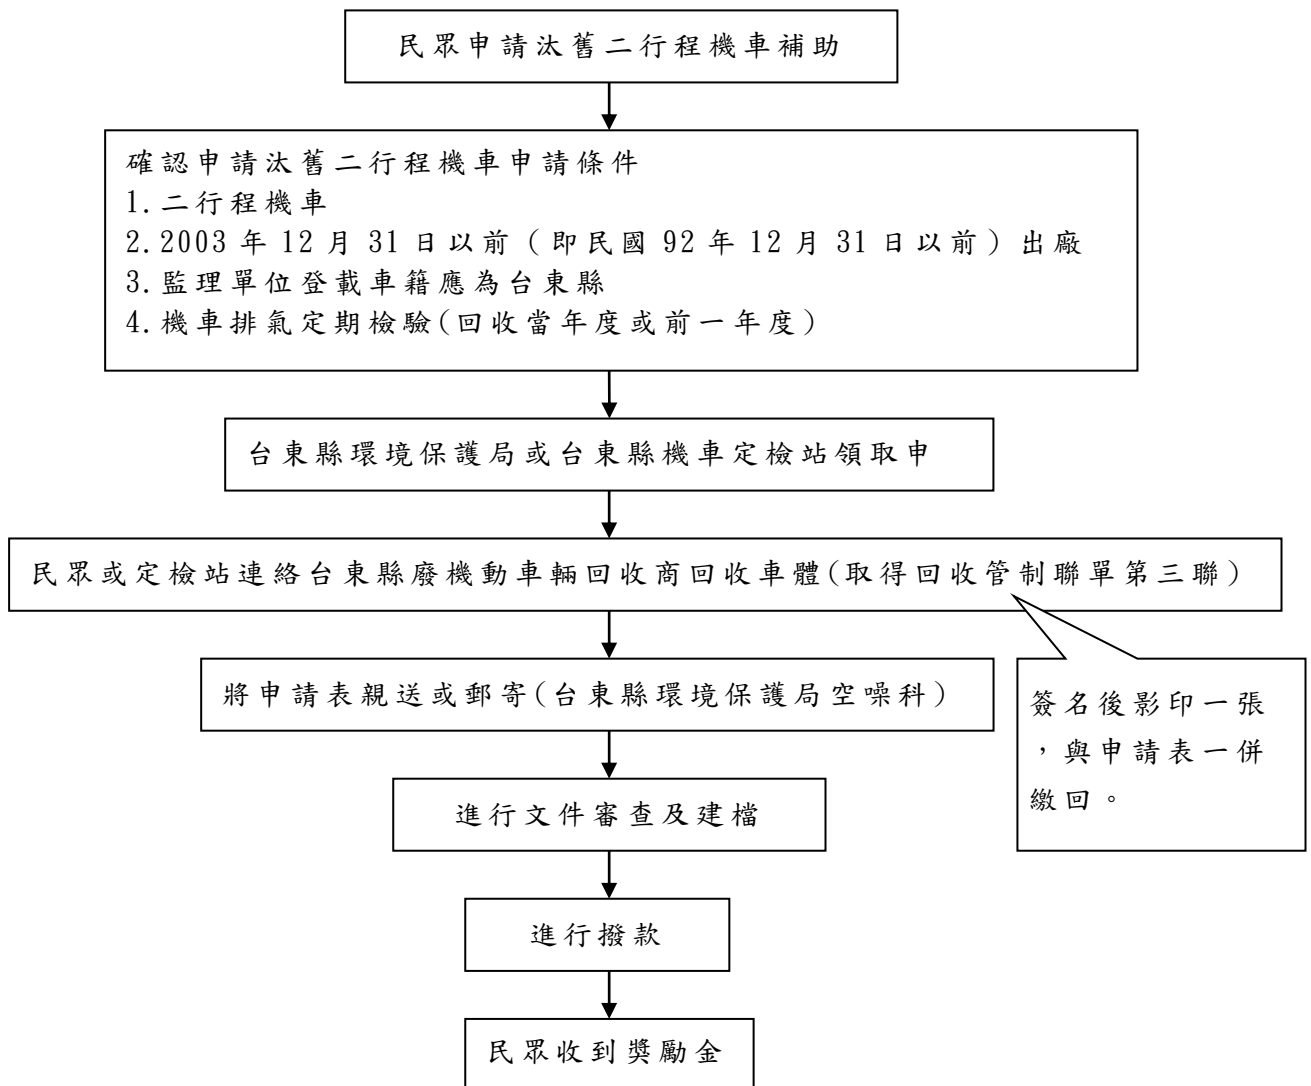 民眾申請汰舊二行程機車補助
確認申請汰舊二行程機車申請條件
1.二行程機車
2.2003年12月31日以前（即民國92年12月31日以前）出廠
3.監理單位登載車籍應為台東縣
4.機車排氣定期檢驗(回收當年度或前一年度)
台東縣環境保護局或台東縣機車定檢站領取申
民眾或定檢站連絡台東縣廢機動車輛回收商回收車體(取得回收管制聯單第三聯)
將申請表親送或郵寄(台東縣環境保護局空噪科)
簽名後影印一張
，與申請表一併
繳回。
進行文件審查及建檔
進行撥款
民眾收到獎勵金